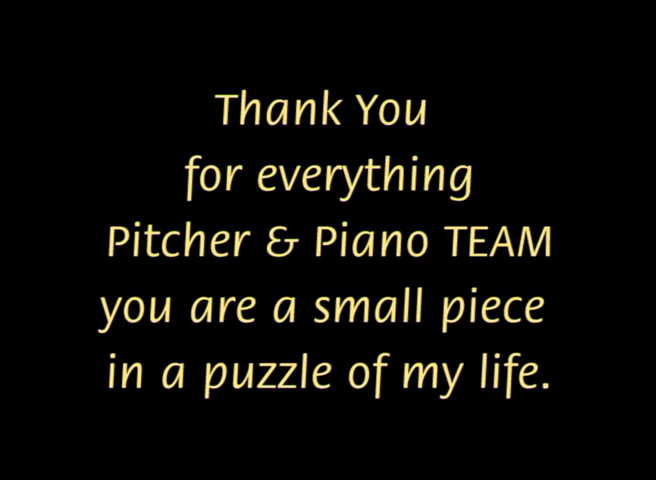 Thank You
for everything
Pitcher & Piano TEAM
you are a small piece
in a puzzle of my life.